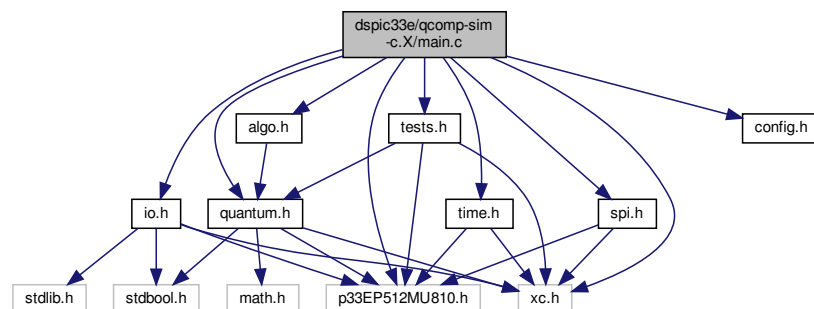 dspic33e/qcomp-sim
-c.X/main.c
algo.h
tests.h
config.h
io.h
quantum.h
time.h
spi.h
stdlib.h
stdbool.h
math.h
p33EP512MU810.h
xc.h